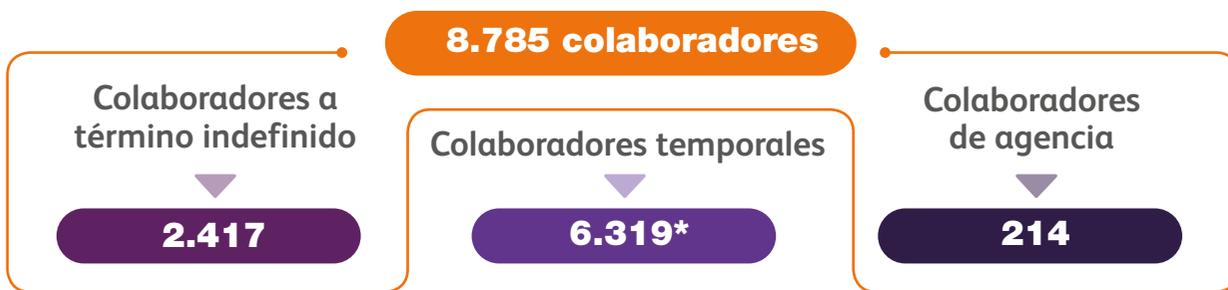 8.785 colaboradores
Colaboradores a
término indefinido
2.417
Colaboradores temporales
6.319*
Colaboradores
de agencia
214